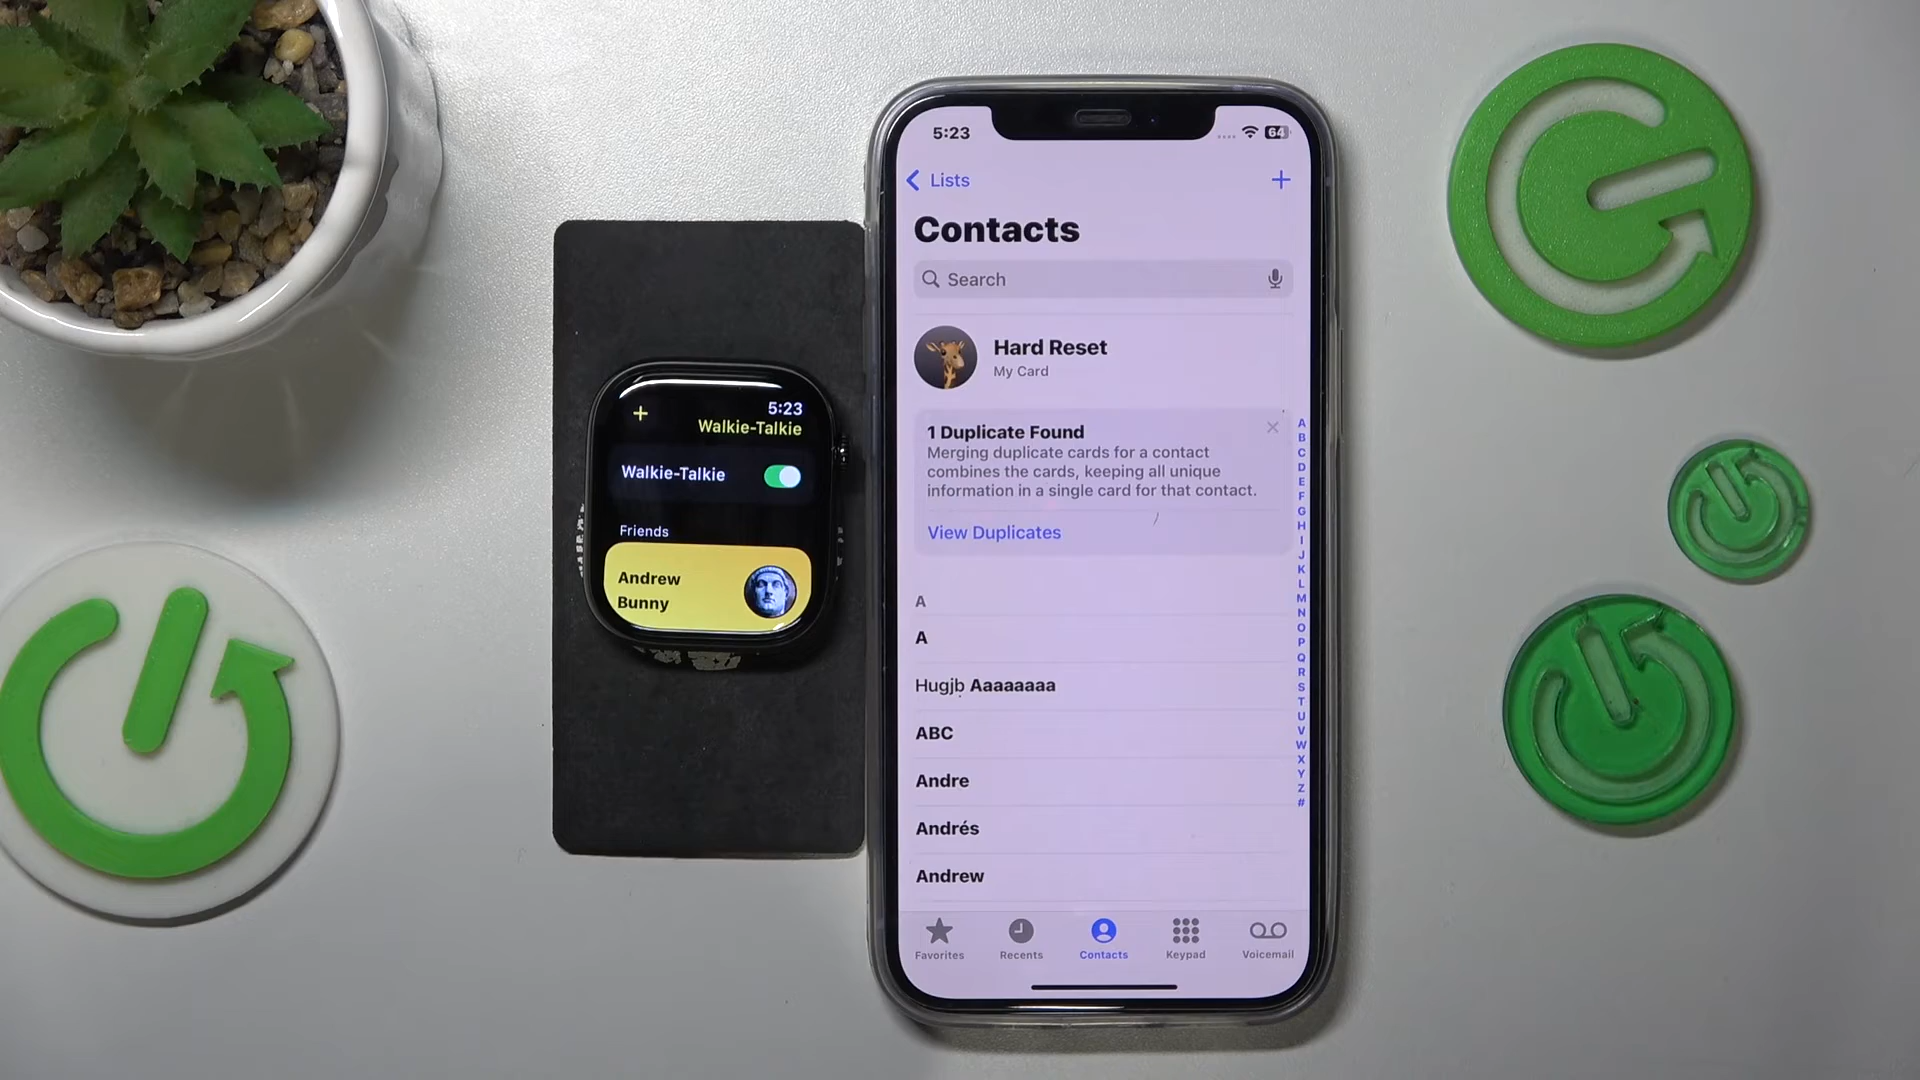 5:23
Walkie-Talkie
Walkie-Talkie
Friends
Andrew
Bunny
5:23
64
Lists
Contacts
Search
Hard Reset
My Card
1 Duplicate Found
Merging duplicate cards for a contact
combines the cards, keeping all unique
information in a single card for that contact.
View Duplicates
A
A
Hugjb Aaaaaaaa
ABC
Andre
Andrés
Andrew
A
B
C
D
E
F
G
H
I
J
K
L
M
N
O
P
Q
R
S
T
U
V
W
X
Y
Z
#
Favorites
Recents
Contacts
Keypad
Voicemail